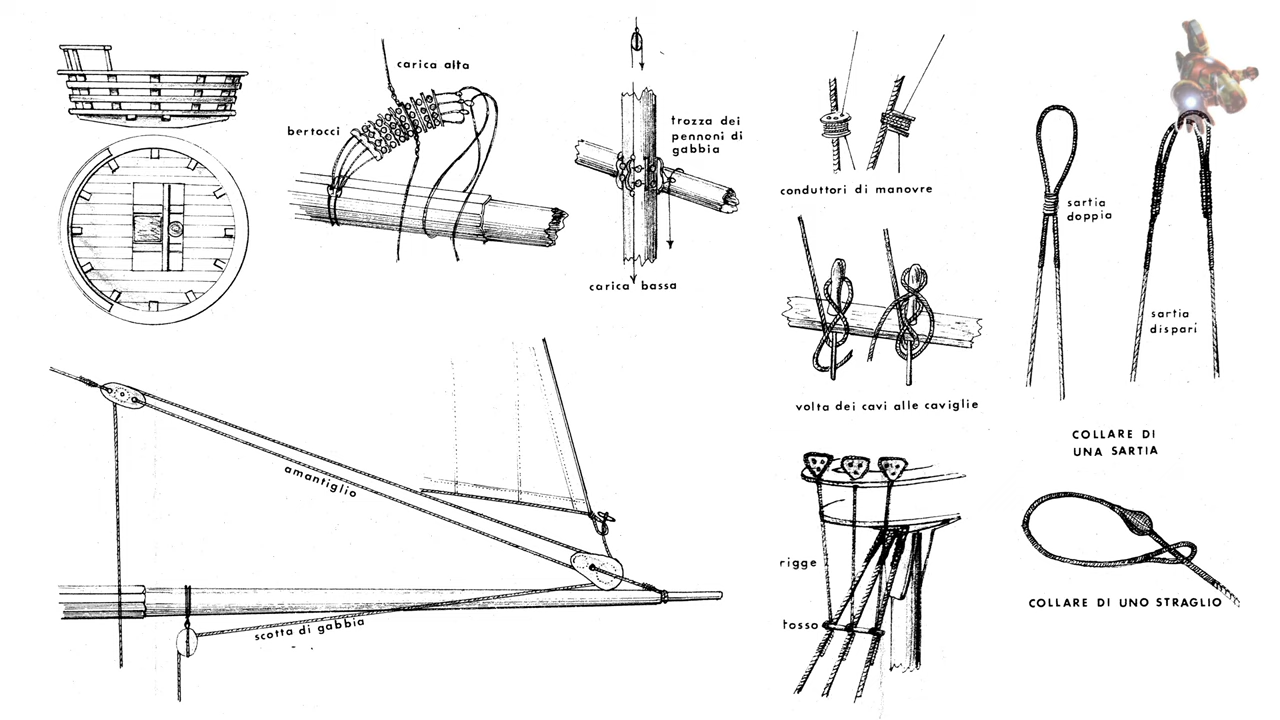 carica alta
bertocci
trozza dei
pennoni di
gabbia
carica bassa
conduttori di manovre
sartia
doppia
sartia
dispari
volta dei cavi alle caviglie
COLLARE DI
UNA SARTIA
amantiglio
scotta di gabbia
rigge
tosso
COLLARE DI UNO STRAGLIO